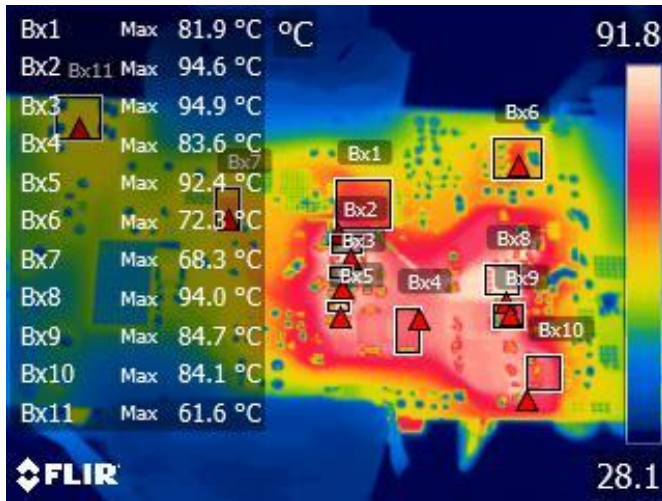 Bx1 Max 81.9 °C °C 91.8
Bx2 Max 94.6 °C
Bx11
Bx3 Max 94.9 °C
Bx4 Max 83.6 °C
Bx5 Max 92.4 °C
Bx6 Max 72.3 °C
Bx7 Max 68.3 °C
Bx8 Max 94.0 °C
Bx9 Max 84.7 °C
Bx10 Max 84.1 °C
Bx11 Max 61.6 °C
Bx6
Bx1
Bx7
Bx2
Bx3
Bx8
Bx5
Bx4
Bx9
Bx10
FLIR
28.1